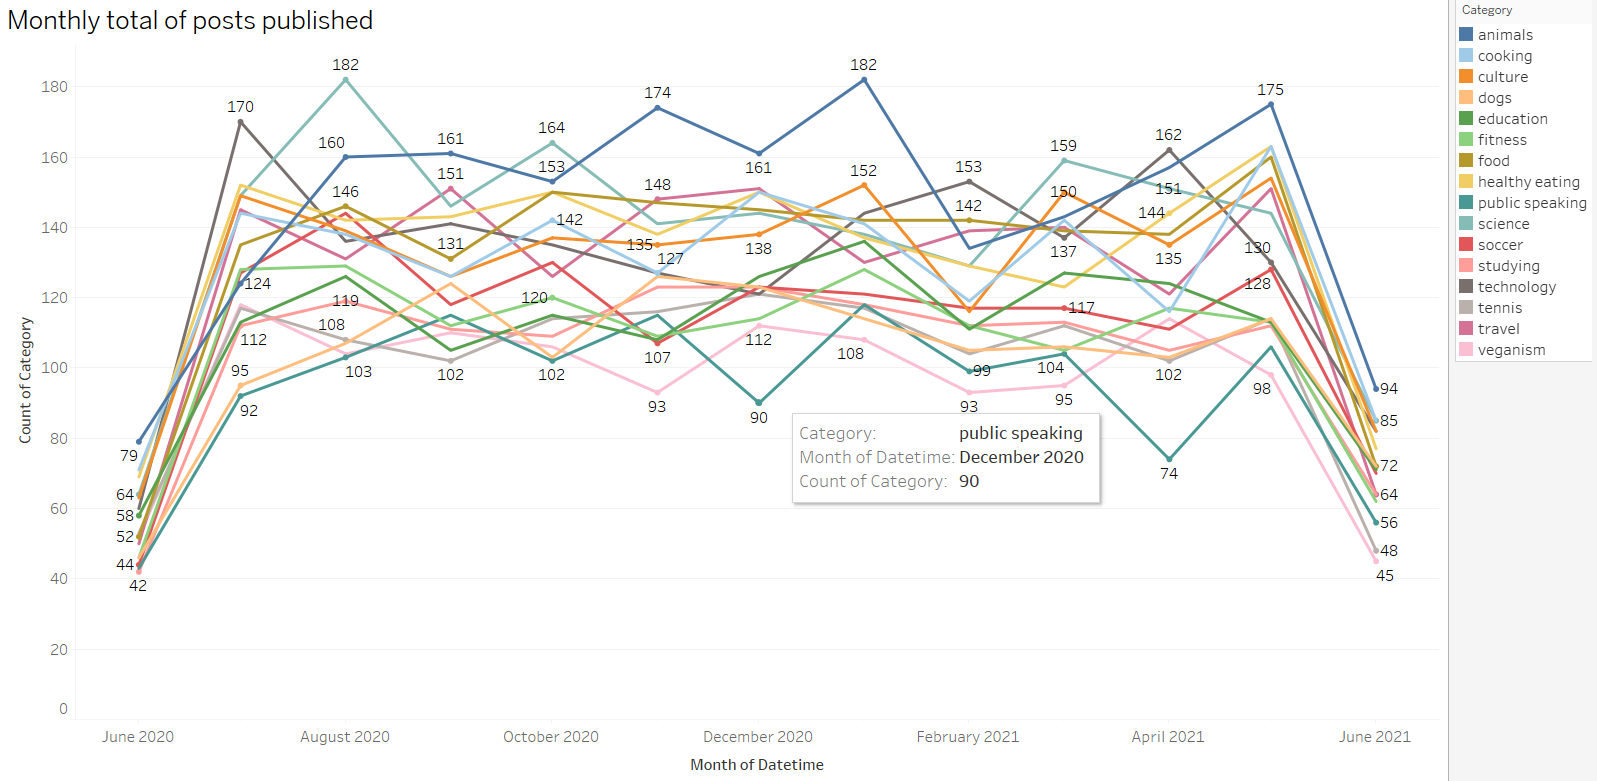 Monthly total of posts published
Category
animals
cooking
culture
dogs
education
fitness
food
healthy eating
public speaking
science
soccer
studying
technology
tennis
travel
veganism
Count of Category
180
160
140
120
100
80
60
40
20
0
182
182
174
175
170
164
160
161
162
159
153
161
152
153
151
148
150
151
146
142
142
144
135
138
137
135
131
127
130
124
120
128
119
117
108
112
107
112
108
104
102
95
103
102
102
99
98
92
93
90
93
95
94
85
79
74
72
64
64
58
56
52
48
44
45
42
Category: public speaking
Month of Datetime: December 2020
Count of Category: 90
June 2020
August 2020
October 2020
December 2020
February 2021
April 2021
June 2021
Month of Datetime